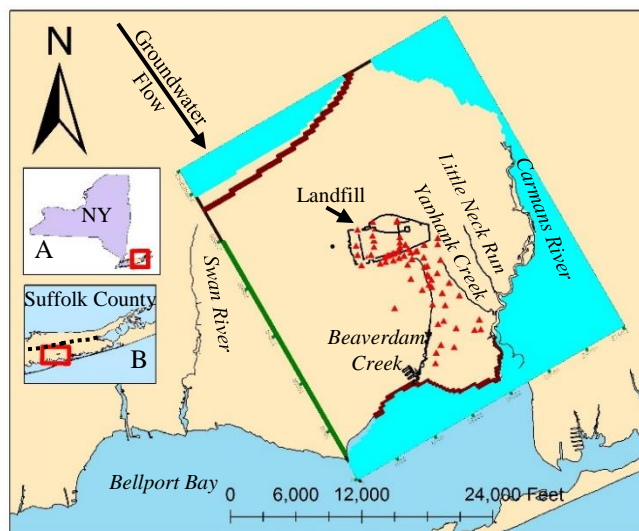 N
Groundwater
Flow
NY
A
Suffolk County
B
Landfill
Swan River
Little Neck Run
Yaphank Creek
Carmans River
Beaverdam
Creek
Bellport Bay
0 6,000 12,000 24,000 Feet